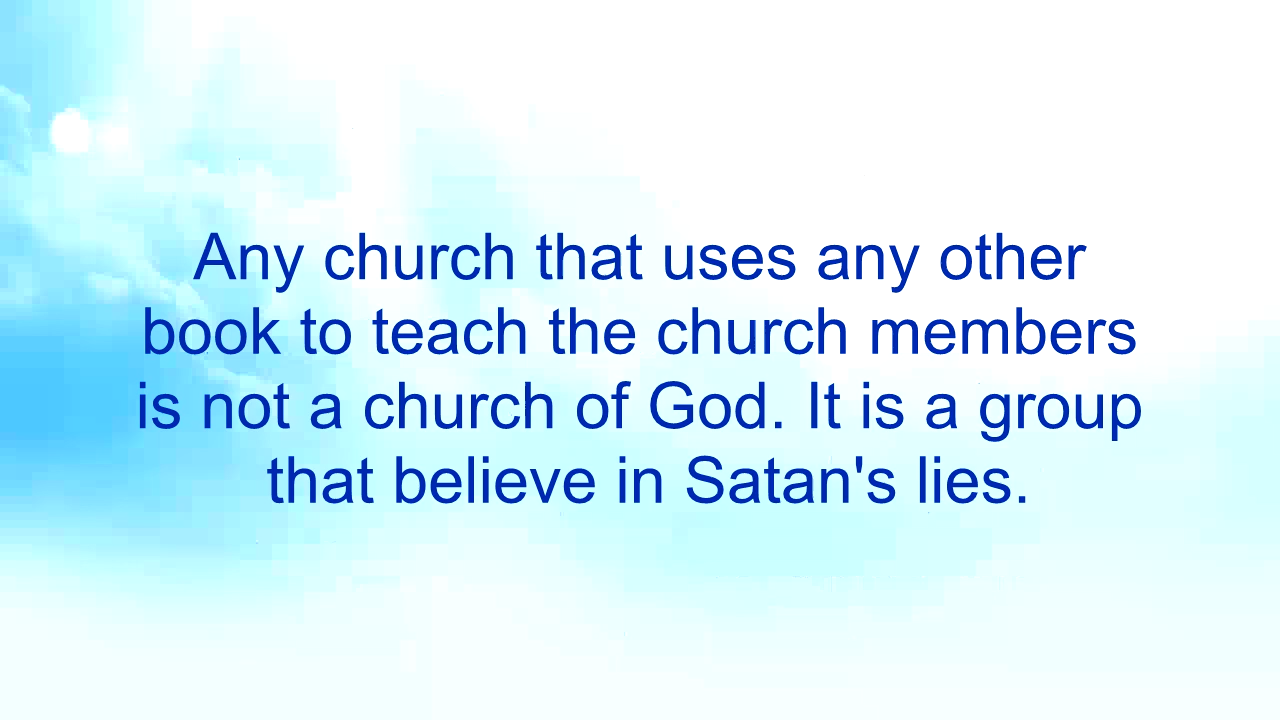 Any church that uses any other
book to teach the church members
is not a church of God. It is a group
that believe in Satan's lies.